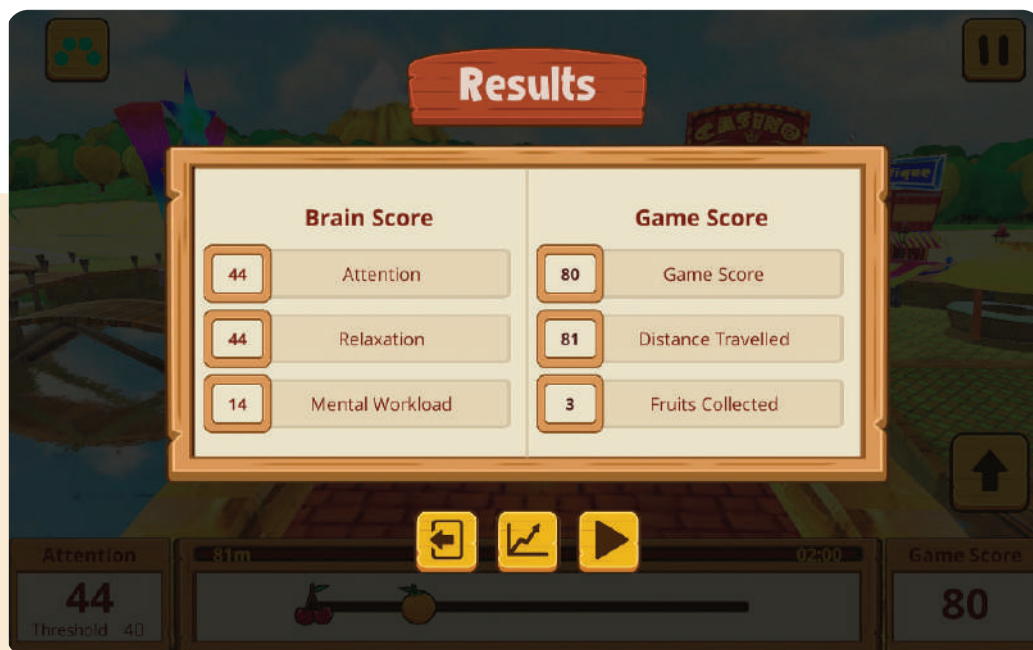 Results
CASINO
tique
Brain Score
44 Attention
44 Relaxation
14 Mental Workload
Game Score
80 Game Score
81 Distance Travelled
3 Fruits Collected
Attention
44
Threshold 40
81m
02:00
Game Score
80